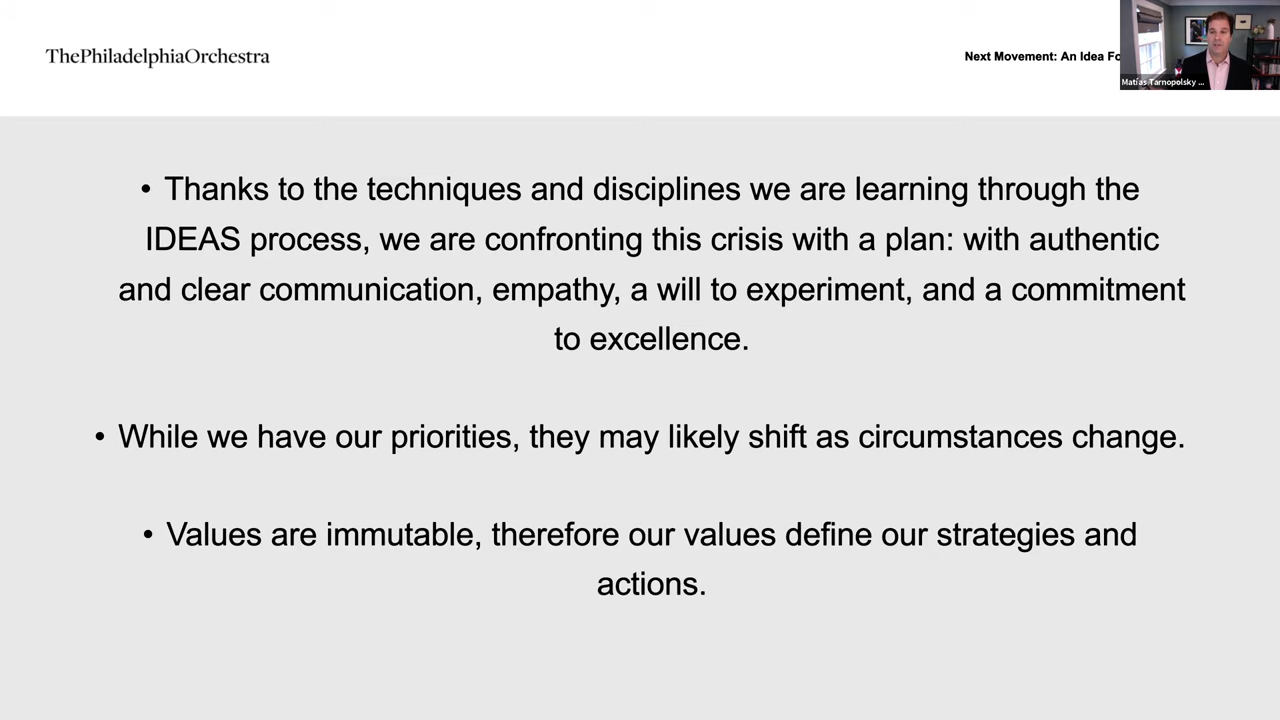 ThePhiladelphiaOrchestra
Next Movement: An Idea
Matías Tarnopolsky ...
• Thanks to the techniques and disciplines we are learning through the
IDEAS process, we are confronting this crisis with a plan: with authentic
and clear communication, empathy, a will to experiment, and a commitment
to excellence.
• While we have our priorities, they may likely shift as circumstances change.
• Values are immutable, therefore our values define our strategies and
actions.